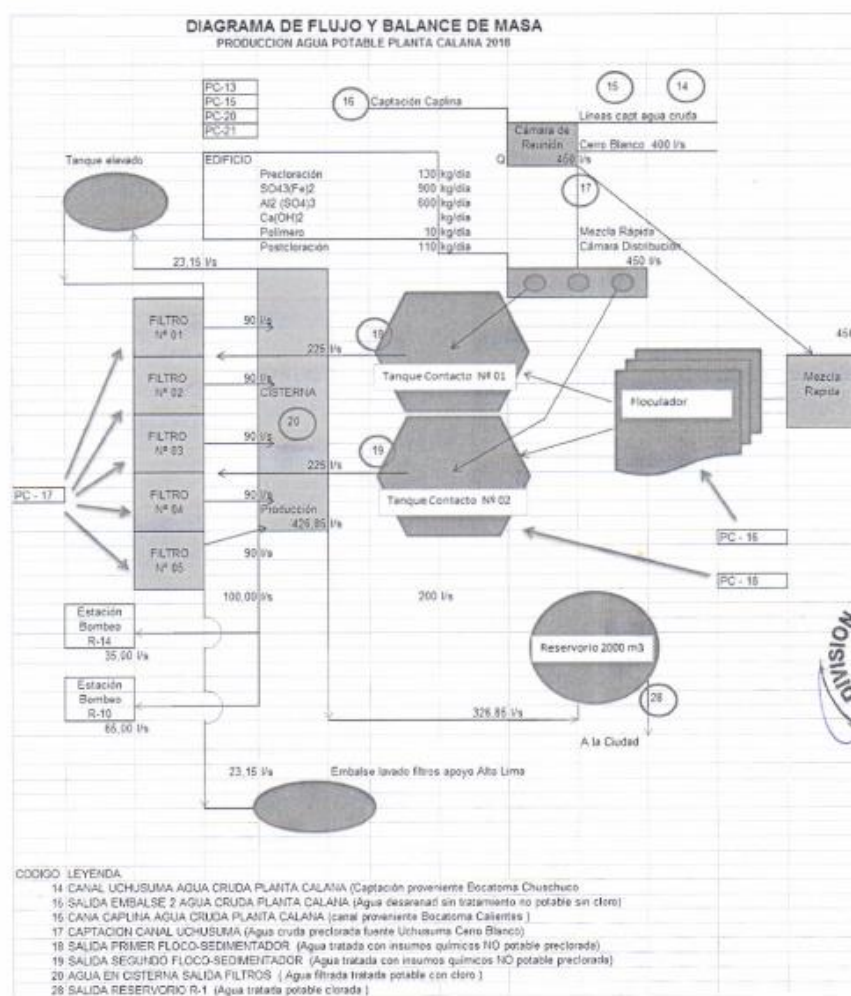 DIAGRAMA DE FLUJO Y BALANCE DE MASA
PRODUCCION AGUA POTABLE PLANTA CALANA 2018
PC-13
PC-15
PC-20
PC-21
16 Captación Caplina
15
14
Líneas capt agua cruda
Cámara de
Reunión
Cerro Blanco 400 l/s
Q 450 l/s
17
Tanque elevado
EDIFICIO
Precloración 130 kg/día
SO43(Fe)2 900 kg/día
Al2 (SO4)3 600 kg/día
Ca(OH)2 kg/día
Polímero 10 kg/día
Postcloración 110 kg/día
Mezcla Rápida
Cámara Distribución
450 l/s
23,15 l/s
FILTRO
Nº 01
90 l/s
18
225 l/s
Tanque Contacto Nº 01
450
Mezcla
Rapida
FILTRO
Nº 02
90 l/s
CISTERNA
Floculador
20
FILTRO
Nº 03
90 l/s
19
225 l/s
PC - 17
FILTRO
Nº 04
90 l/s
Producción
426,85 l/s
Tanque Contacto Nº 02
FILTRO
Nº 05
90 l/s
PC - 16
PC - 18
100,00 l/s
200 l/s
Estación
Bombeo
R-14
35,00 l/s
Reservorio 2000 m3
DIVISION
Estación
Bombeo
R-10
65,00 l/s
326,85 l/s
28
A la Ciudad
23,15 l/s
Embalse lavado filtros apoyo Alto Lima
CODIGO LEYENDA
14 CANAL UCHUSUMA AGUA CRUDA PLANTA CALANA (Captación proveniente Bocatoma Chuschuco
15 SALIDA EMBALSE 2 AGUA CRUDA PLANTA CALANA (Agua desarenad sin tratamiento no potable sin cloro)
16 CANA CAPLINA AGUA CRUDA PLANTA CALANA (canal proveniente Bocatoma Calientes )
17 CAPTACION CANAL UCHUSUMA (Agua cruda preclorada fuente Uchusuma Cerro Blanco)
18 SALIDA PRIMER FLOCO-SEDIMENTADOR (Agua tratada con insumos químicos NO potable preclorada)
19 SALIDA SEGUNDO FLOCO-SEDIMENTADOR (Agua tratada con insumos químicos NO potable preclorada)
20 AGUA EN CISTERNA SALIDA FILTROS ( Agua filtrada tratada potable con cloro )
28 SALIDA RESERVORIO R-1 (Agua tratada potable clorada )